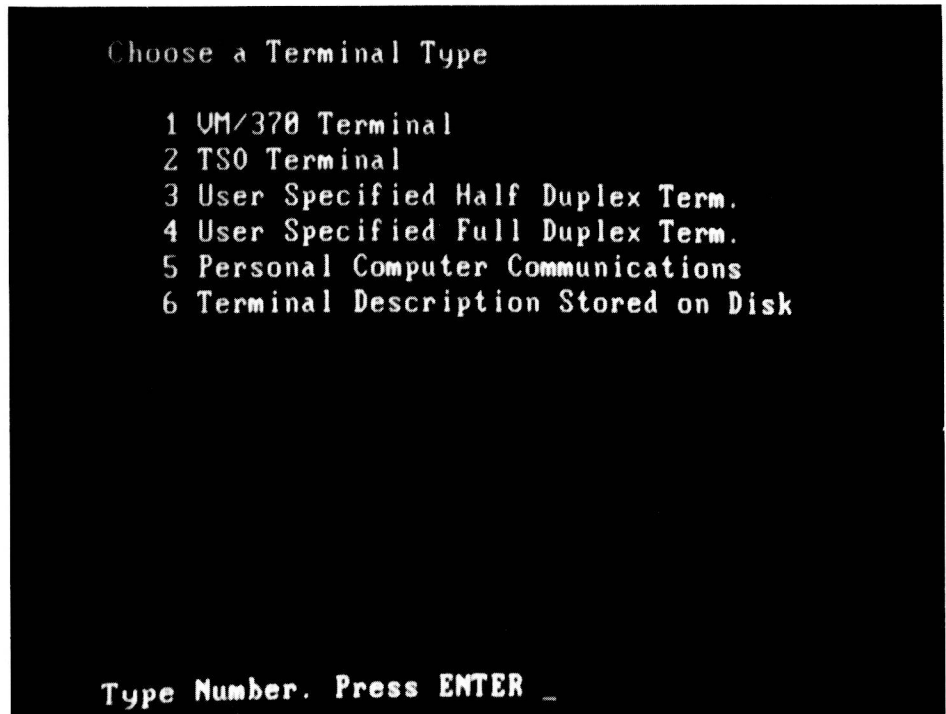 Choose a Terminal Type
1 VM/370 Terminal
2 TSO Terminal
3 User Specified Half Duplex Term.
4 User Specified Full Duplex Term.
5 Personal Computer Communications
6 Terminal Description Stored on Disk
Type Number. Press ENTER _